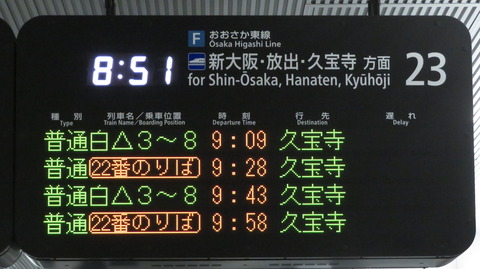 F おおさか東線
Ōsaka Higashi Line
8:51 新大阪・放出・久宝寺 方面 23
for Shin-Ōsaka, Hanaten, Kyūhōji
種別 列車名／乗車位置 時刻 行先 遅れ
Type Train Name/Boarding Position Departure Time Destination Delay
普通 白△3～8 9:09 久宝寺
普通 22番のりば 9:28 久宝寺
普通 白△3～8 9:43 久宝寺
普通 22番のりば 9:58 久宝寺